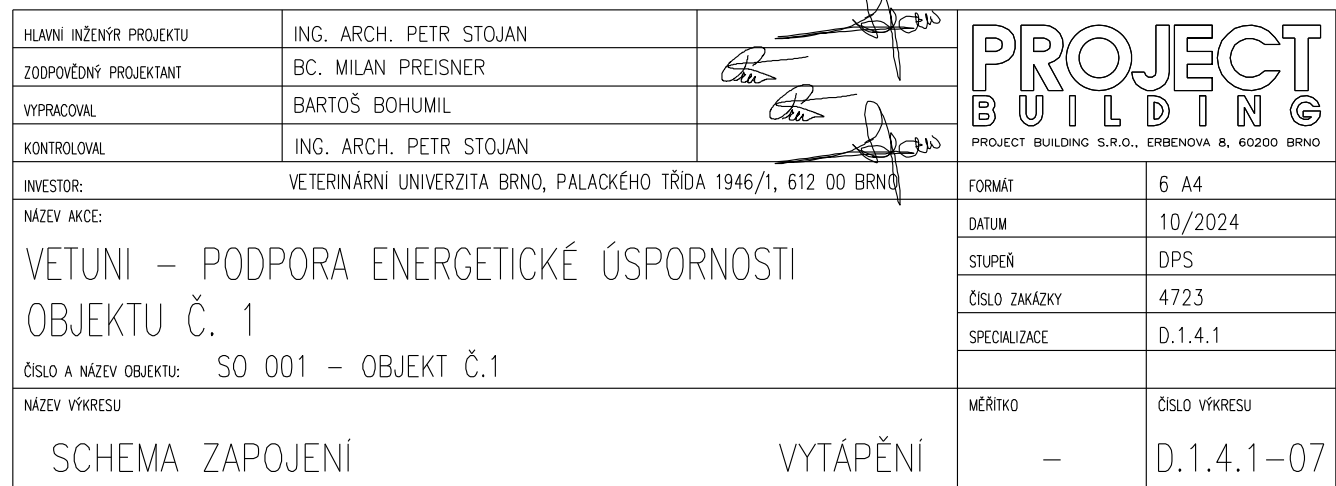 HLAVNÍ INŽENÝR PROJEKTU ING. ARCH. PETR STOJAN
ZODPOVĚDNÝ PROJEKTANT BC. MILAN PREISNER
VYPRACOVAL BARTOŠ BOHUMIL
KONTROLOVAL ING. ARCH. PETR STOJAN
PROJECT
BUILDING
PROJECT BUILDING S.R.O., ERBENOVA 8, 60200 BRNO
INVESTOR: VETERINÁRNÍ UNIVERZITA BRNO, PALACKÉHO TŘÍDA 1946/1, 612 00 BRNO
FORMÁT 6 A4
DATUM 10/2024
STUPEŇ DPS
ČÍSLO ZAKÁZKY 4723
SPECIALIZACE D.1.4.1
NÁZEV AKCE:
VETUNI – PODPORA ENERGETICKÉ ÚSPORNOSTI
OBJEKTU Č. 1
ČÍSLO A NÁZEV OBJEKTU: SO 001 – OBJEKT Č.1
NÁZEV VÝKRESU
SCHEMA ZAPOJENÍ VYTÁPĚNÍ
MĚŘÍTKO
–
ČÍSLO VÝKRESU
D.1.4.1–07